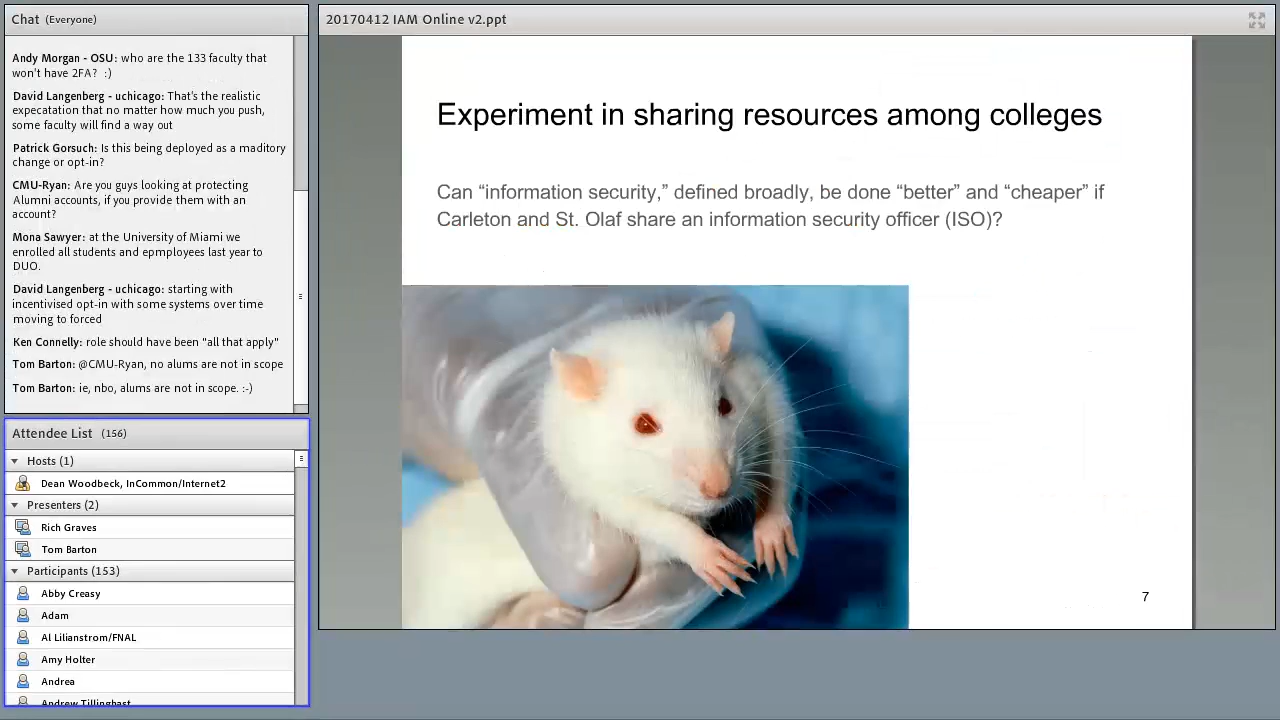 Chat (Everyone)
Andy Morgan - OSU: who are the 133 faculty that
won't have 2FA? :)
David Langenberg - uchicago: That's the realistic
expecatation that no matter how much you push,
some faculty will find a way out
Patrick Gorsuch: Is this being deployed as a maditory
change or opt-in?
CMU-Ryan: Are you guys looking at protecting
Alumni accounts, if you provide them with an
account?
Mona Sawyer: at the University of Miami we
enrolled all students and epmployees last year to
DUO.
David Langenberg - uchicago: starting with
incentivised opt-in with some systems over time
moving to forced
Ken Connelly: role should have been "all that apply"
Tom Barton: @CMU-Ryan, no alums are not in scope
Tom Barton: ie, nbo, alums are not in scope. :-)
Attendee List (156)
Hosts (1)
Dean Woodbeck, InCommon/Internet2
Presenters (2)
Rich Graves
Tom Barton
Participants (153)
Abby Creasy
Adam
Al Lilianstrom/FNAL
Amy Holter
Andrea
Andrew Tillinghast
20170412 IAM Online v2.ppt
Experiment in sharing resources among colleges
Can “information security,” defined broadly, be done “better” and “cheaper” if
Carleton and St. Olaf share an information security officer (ISO)?
7